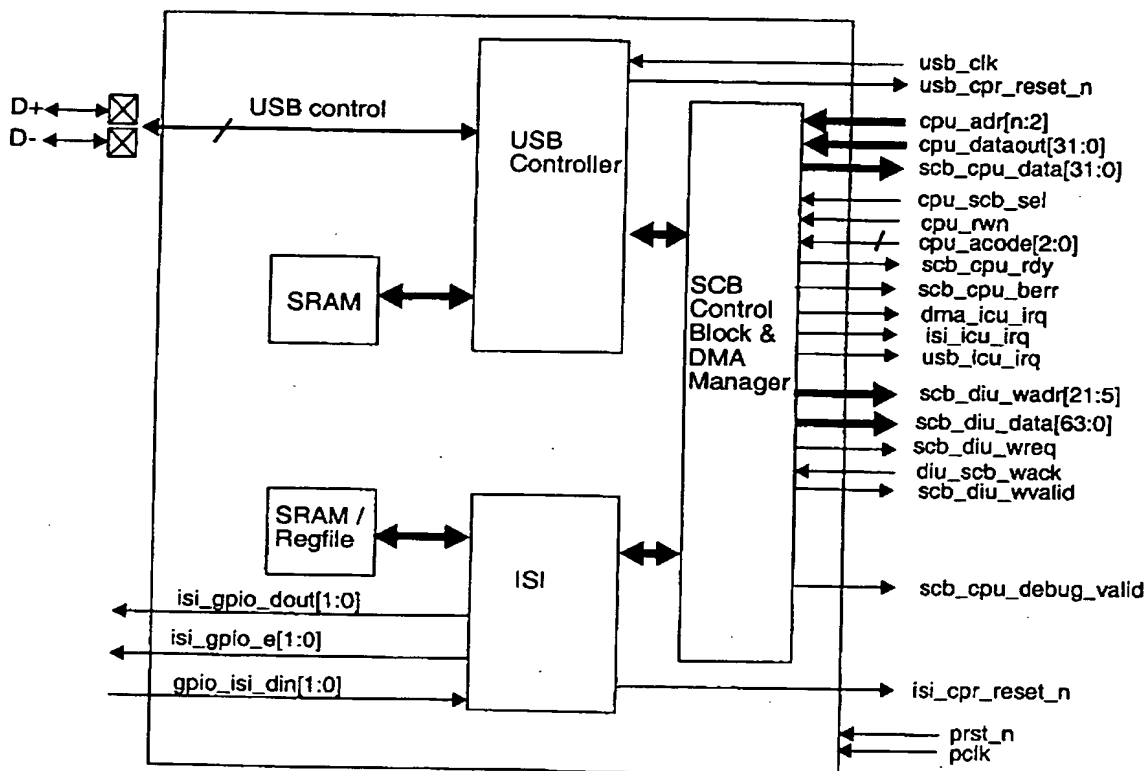 D+
D-
USB control
USB
Controller
SRAM
SRAM /
Regfile
ISI
isi_gpio_dout[1:0]
isi_gpio_e[1:0]
gpio_isi_din[1:0]
SCB
Control
Block &
DMA
Manager
usb_clk
usb_cpr_reset_n
cpu_adr[n:2]
cpu_dataout[31:0]
scb_cpu_data[31:0]
cpu_scb_sel
cpu_rwn
cpu_acode[2:0]
scb_cpu_rdy
scb_cpu_berr
dma_icu_irq
isi_icu_irq
usb_icu_irq
scb_diu_wadr[21:5]
scb_diu_data[63:0]
scb_diu_wreq
diu_scb_wack
scb_diu_wvalid
scb_cpu_debug_valid
isi_cpr_reset_n
prst_n
pclk